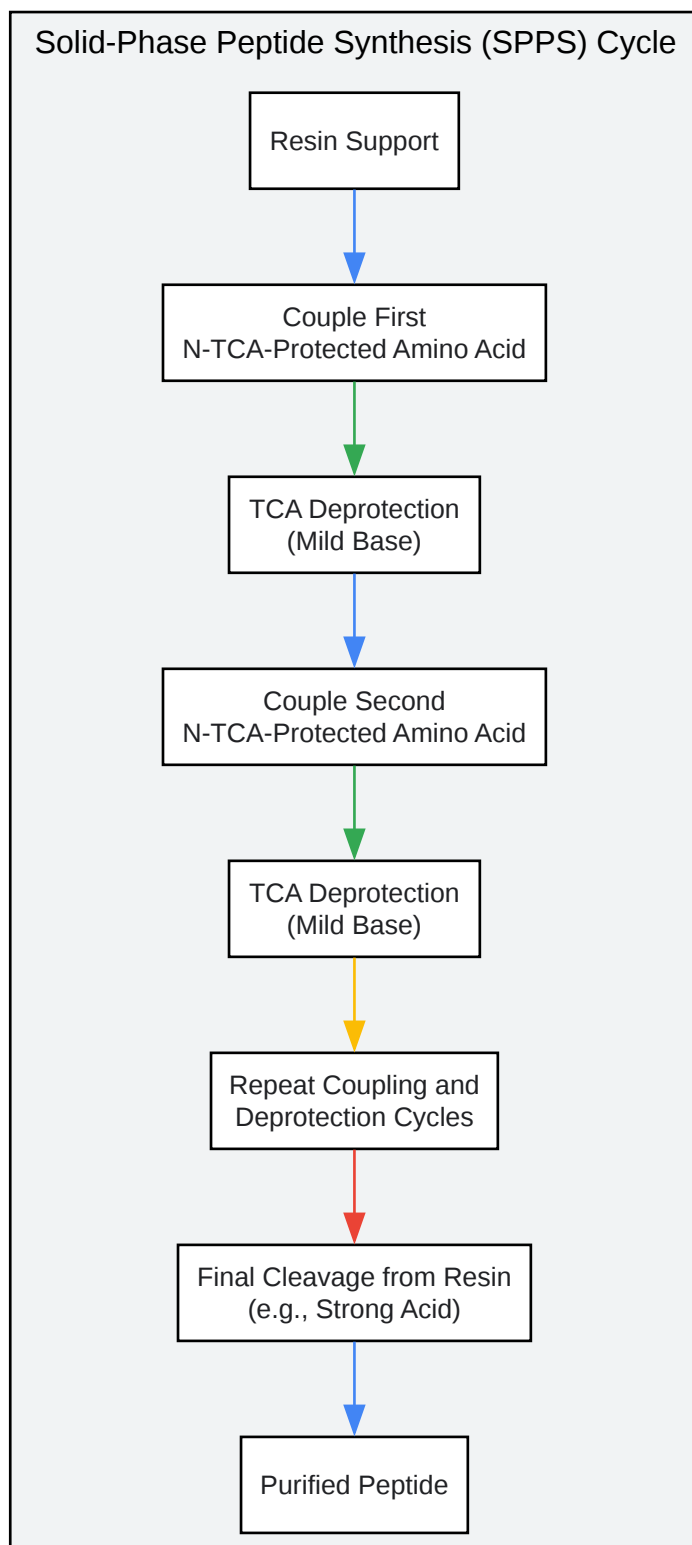 Solid-Phase Peptide Synthesis (SPPS) Cycle
Resin Support
Couple First
N-TCA-Protected Amino Acid
TCA Deprotection
(Mild Base)
Couple Second
N-TCA-Protected Amino Acid
TCA Deprotection
(Mild Base)
Repeat Coupling and
Deprotection Cycles
Final Cleavage from Resin
(e.g., Strong Acid)
Purified Peptide